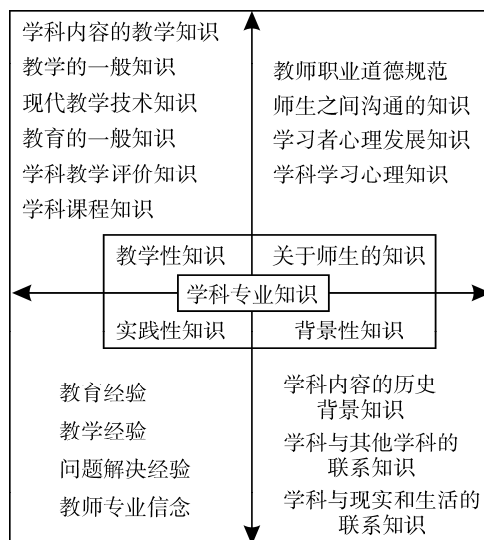 学科内容的教学知识
教学的一般知识
现代教学技术知识
教育的一般知识
学科教学评价知识
学科课程知识
教师职业道德规范
师生之间沟通的知识
学习者心理发展知识
学科学习心理知识
教学性知识
关于师生的知识
学科专业知识
实践性知识
背景性知识
教育经验
教学经验
问题解决经验
教师专业信念
学科内容的历史
背景知识
学科与其他学科的
联系知识
学科与现实和生活的
联系知识